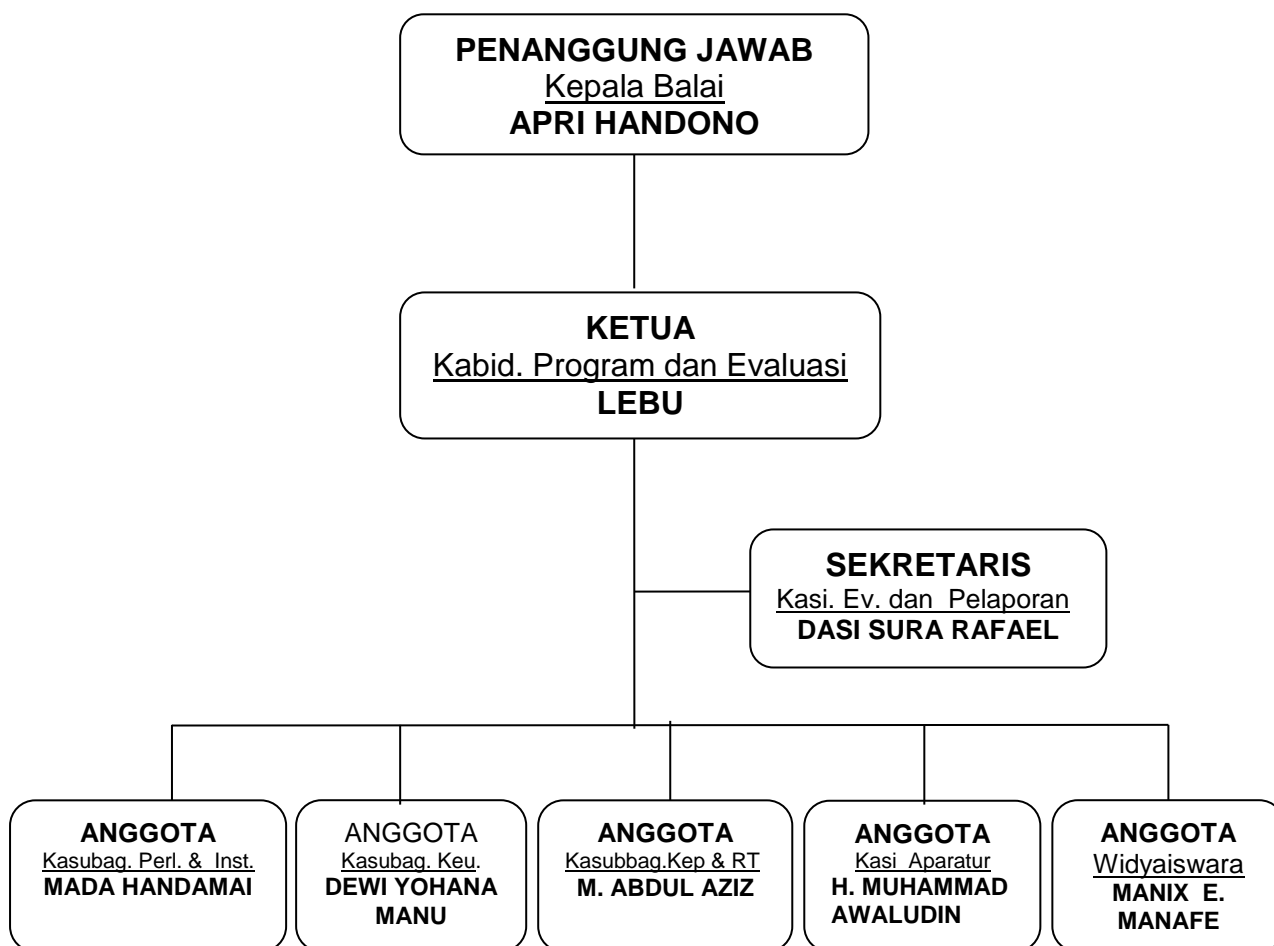 PENANGGUNG JAWAB
Kepala Balai
APRI HANDONO
KETUA
Kabid. Program dan Evaluasi
LEBU
SEKRETARIS
Kasi. Ev. dan Pelaporan
DASI SURA RAFAEL
ANGGOTA
Kasubag. Perl. & Inst.
MADA HANDAMAI
ANGGOTA
Kasubag. Keu.
DEWI YOHANA
MANU
ANGGOTA
Kasubbag.Kep & RT
M. ABDUL AZIZ
ANGGOTA
Kasi Aparatur
H. MUHAMMAD
AWALUDIN
ANGGOTA
Widyaiswara
MANIX E.
MANAFE